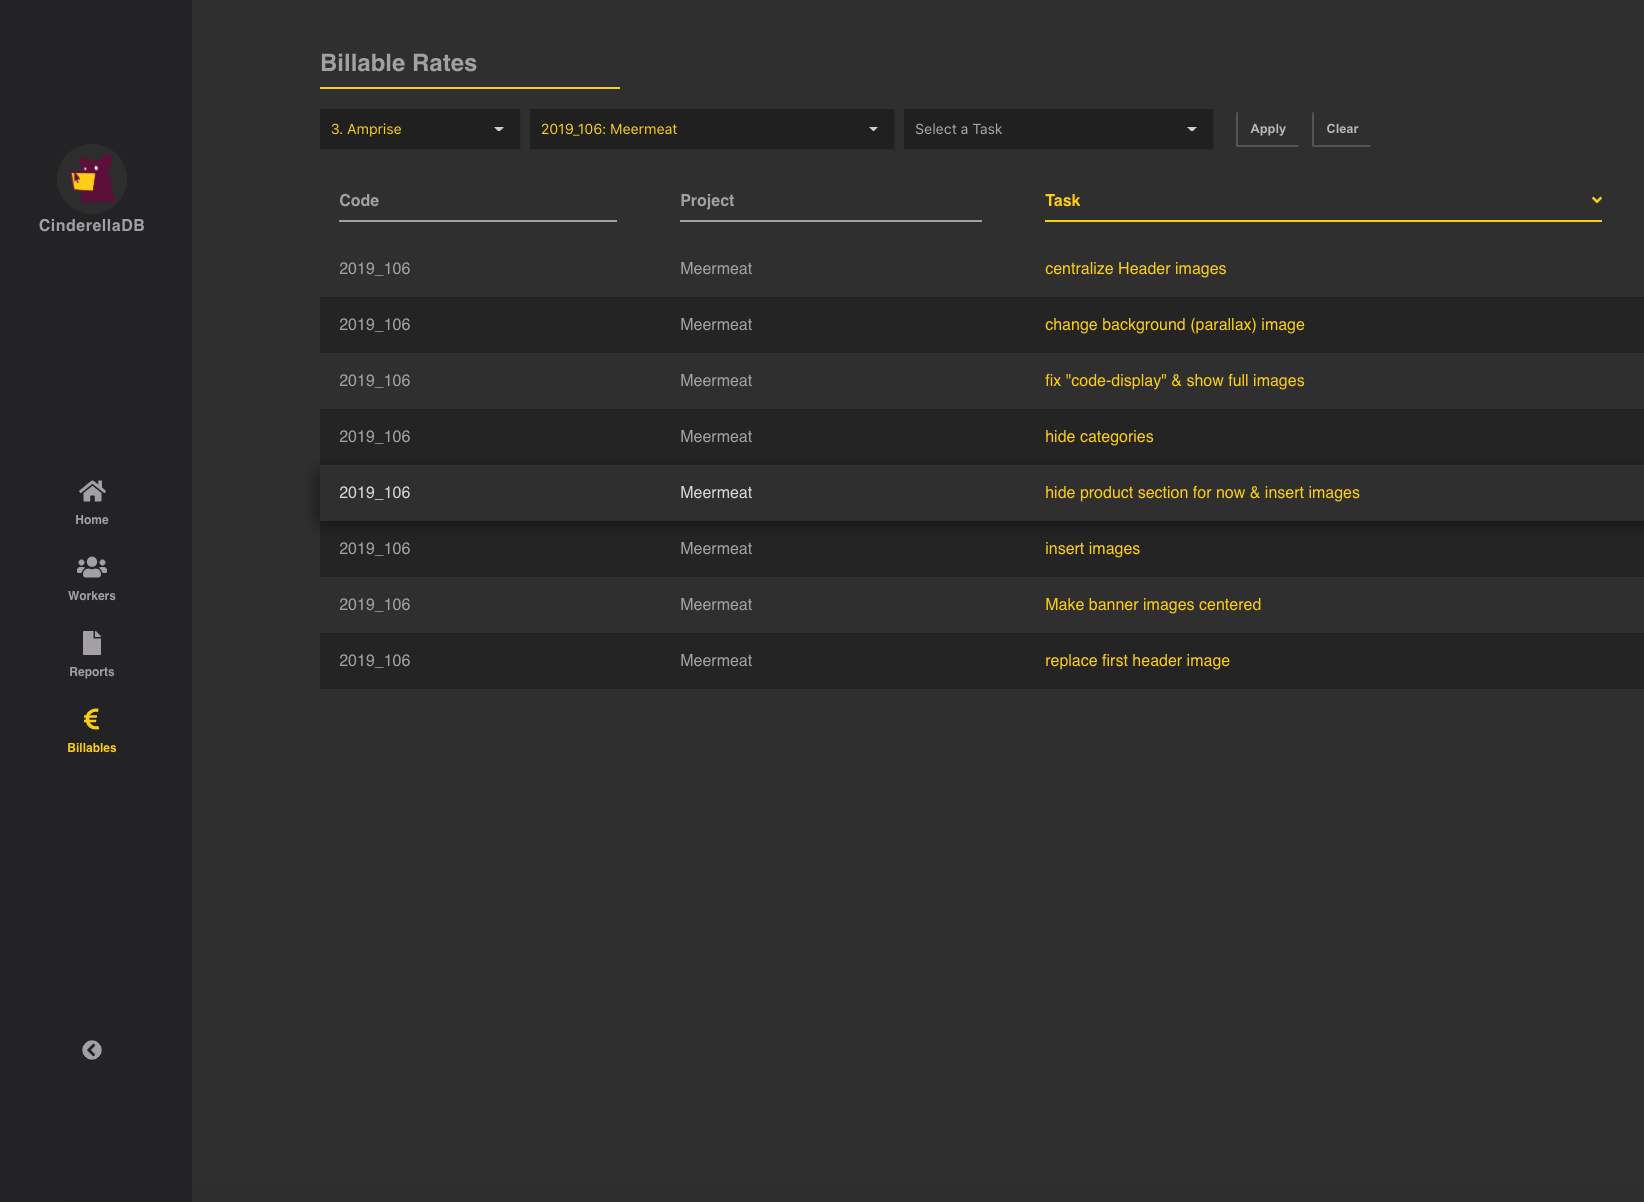 Billable Rates
3. Amprise 2019_106: Meermeat Select a Task Apply Clear
CinderellaDB
Code Project Task
2019_106 Meermeat centralize Header images
2019_106 Meermeat change background (parallax) image
2019_106 Meermeat fix "code-display" & show full images
2019_106 Meermeat hide categories
2019_106 Meermeat hide product section for now & insert images
2019_106 Meermeat insert images
2019_106 Meermeat Make banner images centered
2019_106 Meermeat replace first header image
Home
Workers
Reports
€
Billables